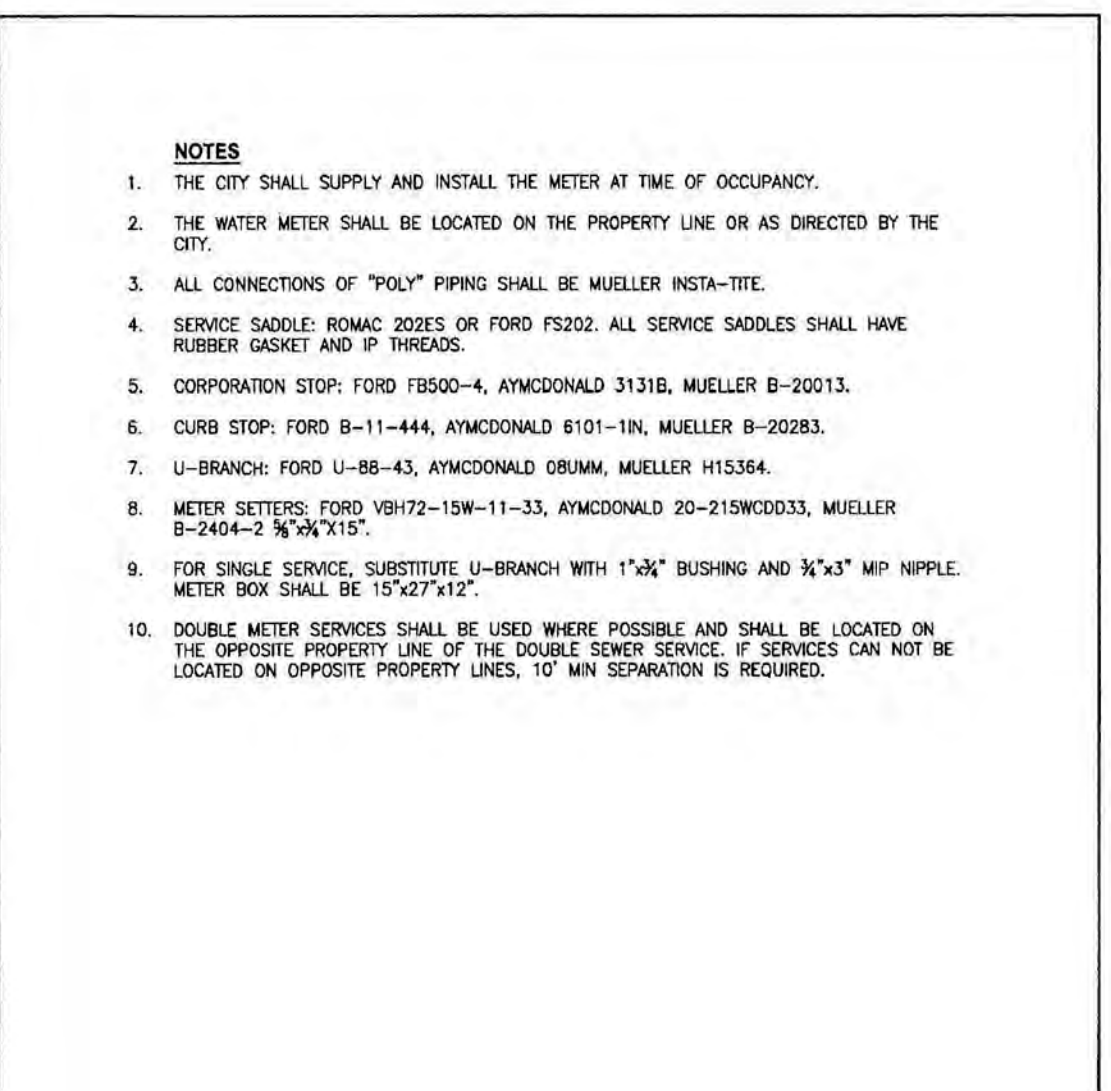 NOTES
1. THE CITY SHALL SUPPLY AND INSTALL THE METER AT TIME OF OCCUPANCY.
2. THE WATER METER SHALL BE LOCATED ON THE PROPERTY LINE OR AS DIRECTED BY THE
CITY.
3. ALL CONNECTIONS OF "POLY" PIPING SHALL BE MUELLER INSTA-TITE.
4. SERVICE SADDLE: ROMAC 202ES OR FORD FS202. ALL SERVICE SADDLES SHALL HAVE
RUBBER GASKET AND IP THREADS.
5. CORPORATION STOP: FORD FB500-4, AYMCDONALD 3131B, MUELLER B-20013.
6. CURB STOP: FORD B-11-444, AYMCDONALD 6101-1IN, MUELLER B-20283.
7. U-BRANCH: FORD U-88-43, AYMCDONALD 08UMM, MUELLER H15364.
8. METER SETTERS: FORD VBH72-15W-11-33, AYMCDONALD 20-215WCDD33, MUELLER
B-2404-2 ⅝"x¾"X15".
9. FOR SINGLE SERVICE, SUBSTITUTE U-BRANCH WITH 1"x¾" BUSHING AND ¾"x3" MIP NIPPLE.
METER BOX SHALL BE 15"x27"x12".
10. DOUBLE METER SERVICES SHALL BE USED WHERE POSSIBLE AND SHALL BE LOCATED ON
THE OPPOSITE PROPERTY LINE OF THE DOUBLE SEWER SERVICE. IF SERVICES CAN NOT BE
LOCATED ON OPPOSITE PROPERTY LINES, 10' MIN SEPARATION IS REQUIRED.